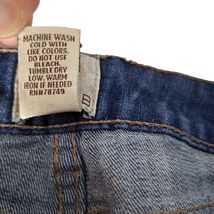 MACHINE WASH
COLD WITH
LIKE COLORS.
DO NOT USE
BLEACH.
TUMBLE DRY
LOW, WARM
IRON IF NEEDED
RN#78749